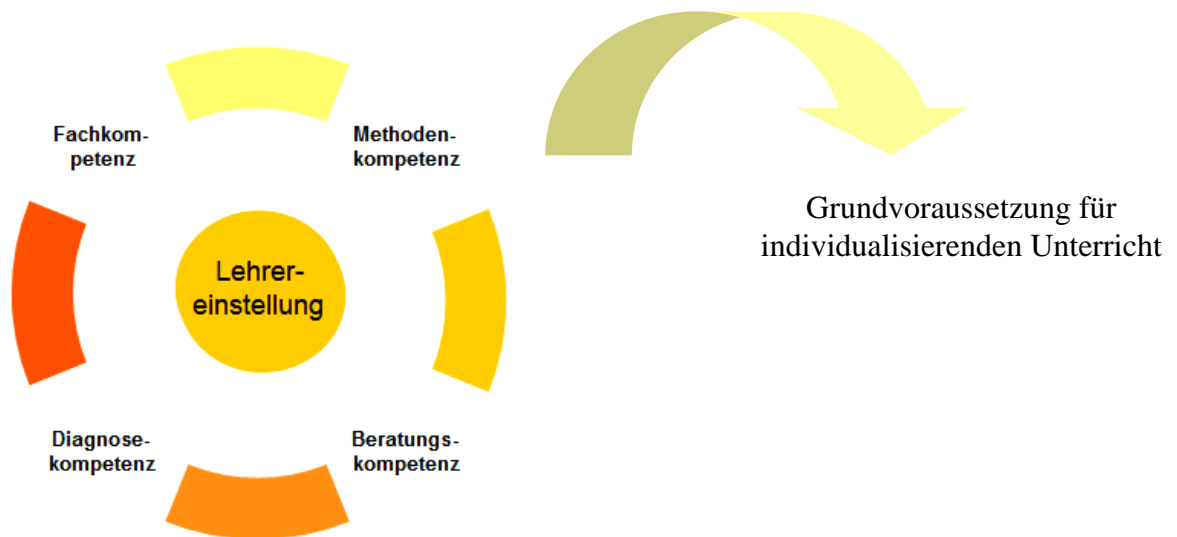 Fachkom-
petenz
Methoden-
kompetenz
Lehrer-
einstellung
Diagnose-
kompetenz
Beratungs-
kompetenz
Grundvoraussetzung für
individualisierenden Unterricht